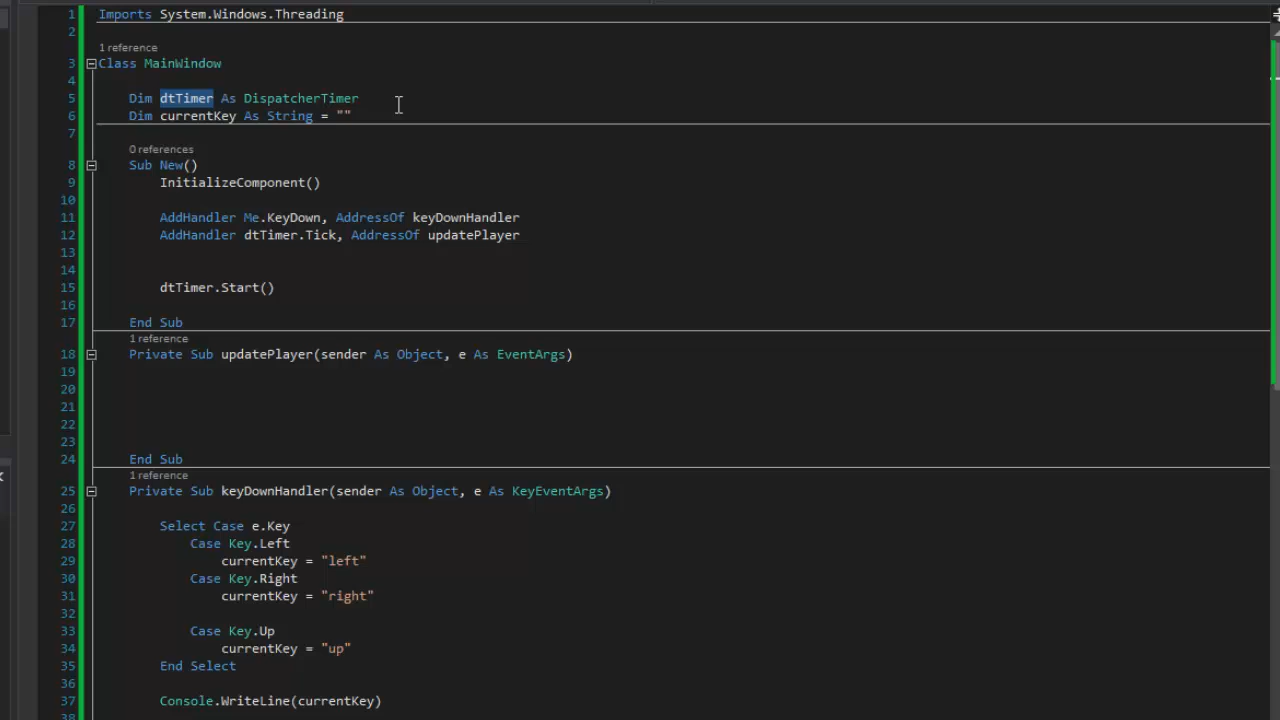 1 Imports System.Windows.Threading
2
1 reference
3 Class MainWindow
4
5 Dim dtTimer As DispatcherTimer
6 Dim currentKey As String = ""
7
0 references
8 Sub New()
9 InitializeComponent()
10
11 AddHandler Me.KeyDown, AddressOf keyDownHandler
12 AddHandler dtTimer.Tick, AddressOf updatePlayer
13
14
15 dtTimer.Start()
16
17 End Sub
1 reference
18 Private Sub updatePlayer(sender As Object, e As EventArgs)
19
20
21
22
23
24 End Sub
1 reference
25 Private Sub keyDownHandler(sender As Object, e As KeyEventArgs)
26
27 Select Case e.Key
28 Case Key.Left
29 currentKey = "left"
30 Case Key.Right
31 currentKey = "right"
32
33 Case Key.Up
34 currentKey = "up"
35 End Select
36
37 Console.WriteLine(currentKey)
38